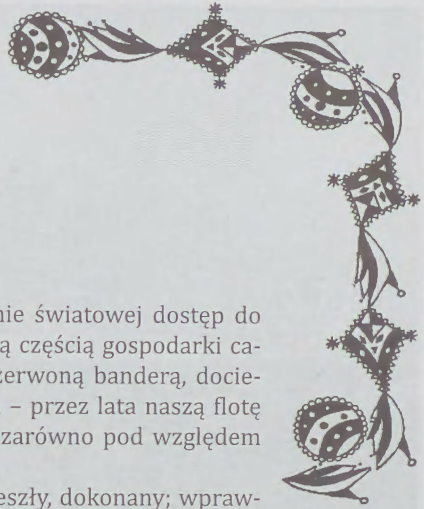 nie światowej dostęp do
ą częścią gospodarki ca-
zerwoną banderą, docie-
– przez lata naszą flotę
zarówno pod względem
eszły, dokonany; wpraw-